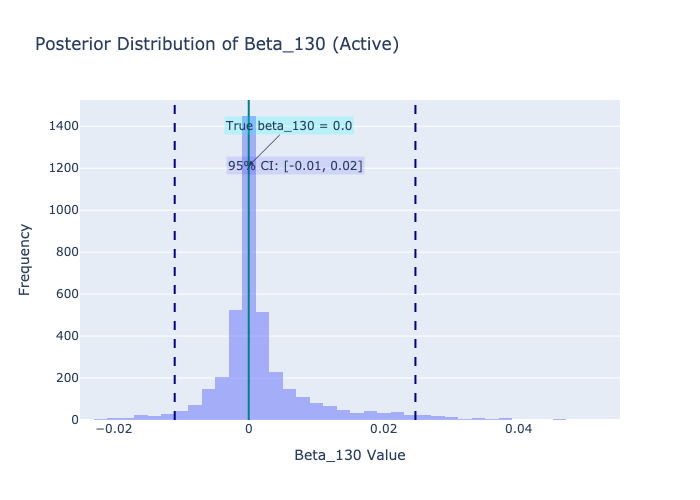 Posterior Distribution of Beta_130 (Active)
1400
1200
1000
800
600
400
200
0
Frequency
True beta_130 = 0.0
95% CI: [-0.01, 0.02]
−0.02
0
0.02
0.04
Beta_130 Value